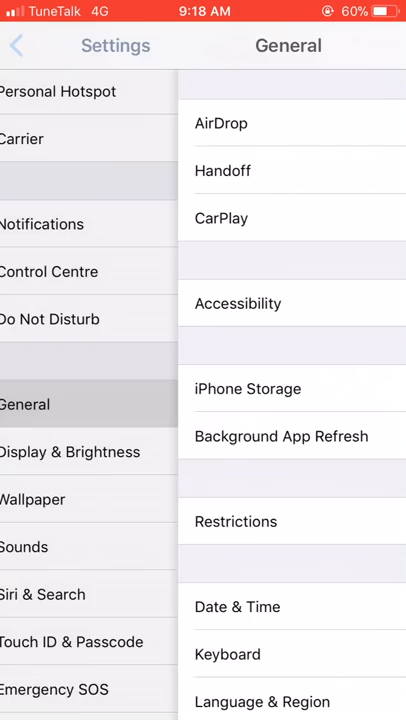 TuneTalk 4G 9:18 AM 60%
Settings General
Personal Hotspot
Carrier
Notifications
Control Centre
Do Not Disturb
General
Display & Brightness
Wallpaper
Sounds
Siri & Search
Touch ID & Passcode
Emergency SOS
AirDrop
Handoff
CarPlay
Accessibility
iPhone Storage
Background App Refresh
Restrictions
Date & Time
Keyboard
Language & Region